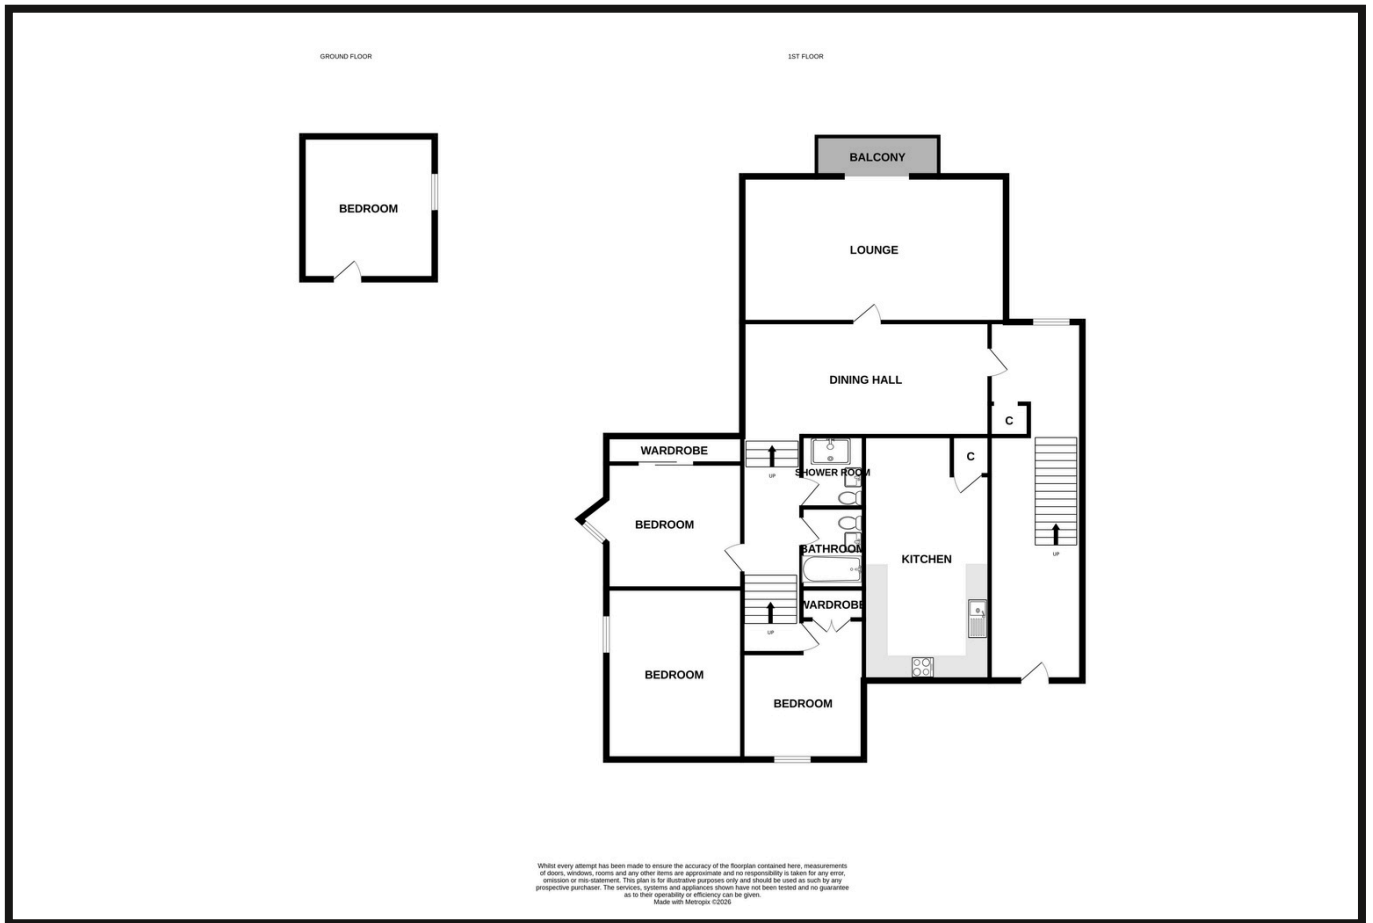 GROUND FLOOR
1ST FLOOR
BALCONY
BEDROOM
LOUNGE
DINING HALL
C
WARDROBE
C
SHOWER ROOM
UP
BEDROOM
BATHROOM
KITCHEN
UP
WARDROBE
UP
BEDROOM
BEDROOM
Whilst every attempt has been made to ensure the accuracy of the floorplan contained here, measurements
of doors, windows, rooms and any other items are approximate and no responsibility is taken for any error,
omission or mis-statement. This plan is for illustrative purposes only and should be used as such by any
prospective purchaser. The services, systems and appliances shown have not been tested and no guarantee
as to their operability or efficiency can be given.
Made with Metropix ©2026